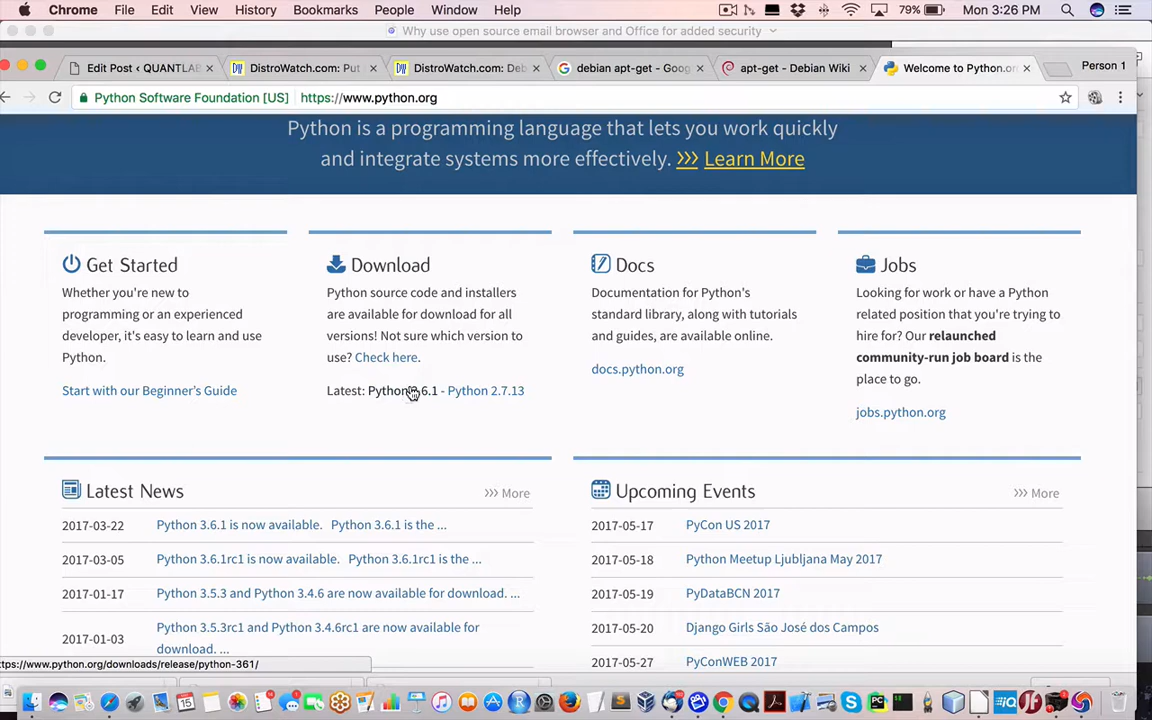 Chrome File Edit View History Bookmarks People Window Help 79% Mon 3:26 PM
Why use open source email browser and Office for added security
Edit Post ‹ QUANTLAB DistroWatch.com: Put DistroWatch.com: Deb debian apt-get - Goog apt-get - Debian Wiki Welcome to Python.or Person 1
Python Software Foundation [US] https://www.python.org
Python is a programming language that lets you work quickly
and integrate systems more effectively. >>> Learn More
Get Started
Whether you're new to
programming or an experienced
developer, it's easy to learn and use
Python.
Start with our Beginner's Guide
Download
Python source code and installers
are available for download for all
versions! Not sure which version to
use? Check here.
Latest: Python 3.6.1 - Python 2.7.13
Docs
Documentation for Python's
standard library, along with tutorials
and guides, are available online.
docs.python.org
Jobs
Looking for work or have a Python
related position that you're trying to
hire for? Our relaunched
community-run job board is the
place to go.
jobs.python.org
Latest News
>>> More
2017-03-22 Python 3.6.1 is now available. Python 3.6.1 is the ...
2017-03-05 Python 3.6.1rc1 is now available. Python 3.6.1rc1 is the ...
2017-01-17 Python 3.5.3 and Python 3.4.6 are now available for download. ...
2017-01-03 Python 3.5.3rc1 and Python 3.4.6rc1 are now available for
download. ...
Upcoming Events
>>> More
2017-05-17 PyCon US 2017
2017-05-18 Python Meetup Ljubljana May 2017
2017-05-19 PyDataBCN 2017
2017-05-20 Django Girls São José dos Campos
2017-05-27 PyConWEB 2017
ttps://www.python.org/downloads/release/python-361/